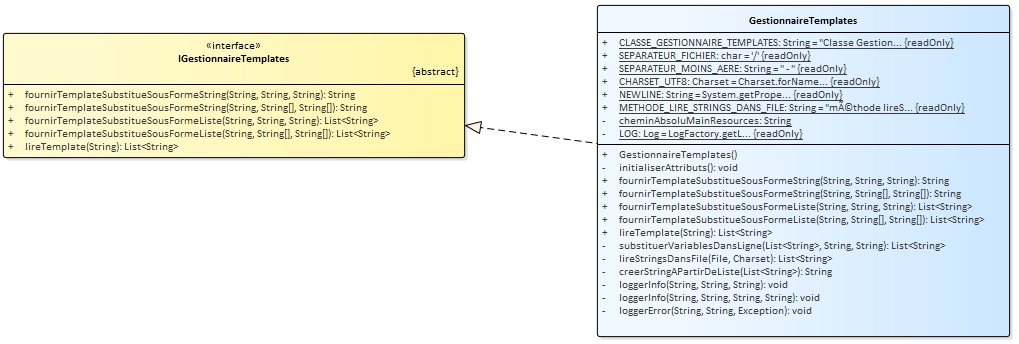 «interface»
IGestionnaireTemplates
{abstract}
+ fournirTemplateSubstitueSousFormeString(String, String, String): String
+ fournirTemplateSubstitueSousFormeString(String, String[], String[]): String
+ fournirTemplateSubstitueSousFormeListe(String, String, String): List<String>
+ fournirTemplateSubstitueSousFormeListe(String, String[], String[]): List<String>
+ lireTemplate(String): List<String>
GestionnaireTemplates
+ CLASSE_GESTIONNAIRE_TEMPLATES: String = "Classe Gestion... {readOnly}
+ SEPARATEUR_FICHIER: char = '/' {readOnly}
+ SEPARATEUR_MOINS_AERE: String = " - " {readOnly}
+ CHARSET_UTF8: Charset = Charset.forName... {readOnly}
+ NEWLINE: String = System.getPrope... {readOnly}
+ METHODE_LIRE_STRINGS_DANS_FILE: String = "mÃ©thode lireS... {readOnly}
- cheminAbsoluMainResources: String
- LOG: Log = LogFactory.getL... {readOnly}
+ GestionnaireTemplates()
- initialiserAttributs(): void
+ fournirTemplateSubstitueSousFormeString(String, String, String): String
+ fournirTemplateSubstitueSousFormeString(String, String[], String[]): String
+ fournirTemplateSubstitueSousFormeListe(String, String, String): List<String>
+ fournirTemplateSubstitueSousFormeListe(String, String[], String[]): List<String>
+ lireTemplate(String): List<String>
- substituerVariablesDansLigne(List<String>, String, String): List<String>
- lireStringsDansFile(File, Charset): List<String>
- creerStringAPartirDeListe(List<String>): String
- loggerInfo(String, String, String): void
- loggerInfo(String, String, String, String): void
- loggerError(String, String, Exception): void